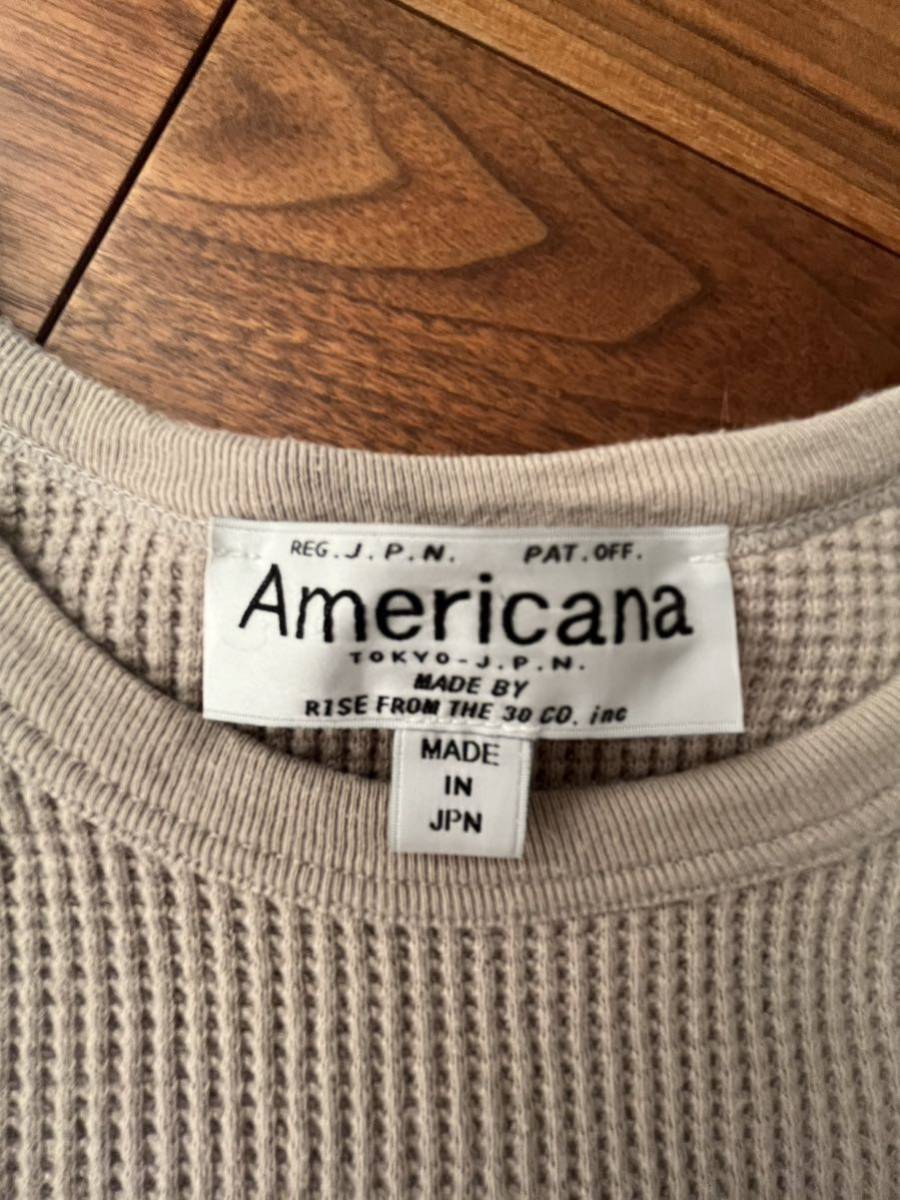 REG.J.P.N. PAT.OFF.
Americana
TOKYO-J.P.N.
MADE BY
RISE FROM THE 30 CO. inc
MADE
IN
JPN